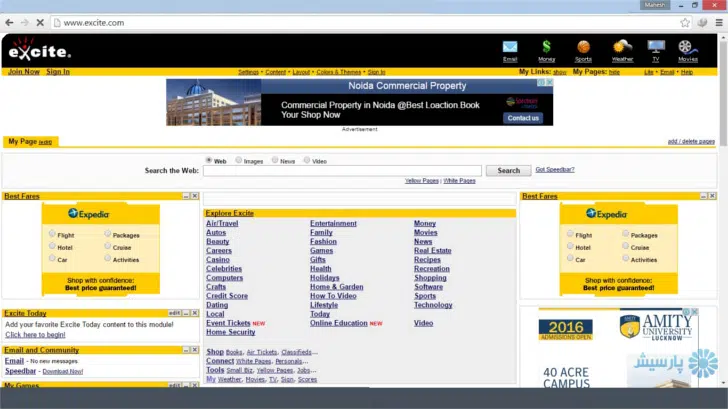 Mahesh
www.excite.com
excite.
Email
Money
Sports
Weather
TV
Movies
Join Now Sign In
Settings - Content - Layout - Colors & Themes - Sign In
My Links: show My Pages: hide Lite - Email - Help
Noida Commercial Property
Commercial Property in Noida @Best Loaction Book
Your Shop Now
Contact us
Advertisement
My Page
add / delete pages
Web Images News Video
Search the Web:
Search
Got Speedbar?
Yellow Pages | White Pages
Best Fares
Expedia
Flight Packages
Hotel Cruise
Car Activities
Shop with confidence:
Best price guaranteed!
Excite Today edit
Add your favorite Excite Today content to this module!
Click here to begin!
Email and Community
Email - No new messages.
Speedbar - Download Now!
My Games edit
Explore Excite
Air/Travel Entertainment Money
Autos Family Movies
Beauty Fashion News
Careers Games Real Estate
Casino Gifts Recipes
Celebrities Health Recreation
Computers Holidays Shopping
Crafts Home & Garden Software
Credit Score How To Video Sports
Dating Lifestyle Technology
Local Today
Event Tickets NEW Online Education NEW Video
Home Security
Shop Books, Air Tickets, Classifieds...
Connect White Pages, Personals...
Tools Small Biz, Yellow Pages, Jobs...
My Weather, Movies, TV, Sign, Scores
Best Fares
Expedia
Flight Packages
Hotel Cruise
Car Activities
Shop with confidence:
Best price guaranteed!
2016
ADMISSIONS OPEN
AMITY
UNIVERSITY
LUCKNOW
40 ACRE
CAMPUS
پارسیش